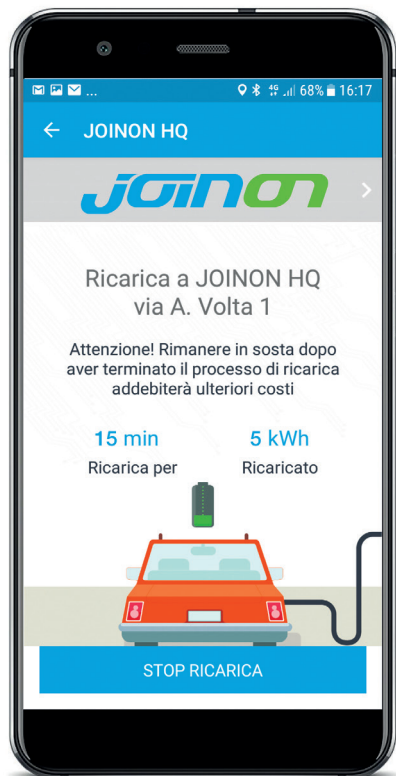 ... 4G 68% 16:17
JOINON HQ
JOINON
Ricarica a JOINON HQ
via A. Volta 1
Attenzione! Rimanere in sosta dopo
aver terminato il processo di ricarica
addebiterà ulteriori costi
15 min 5 kWh
Ricarica per Ricaricato
STOP RICARICA